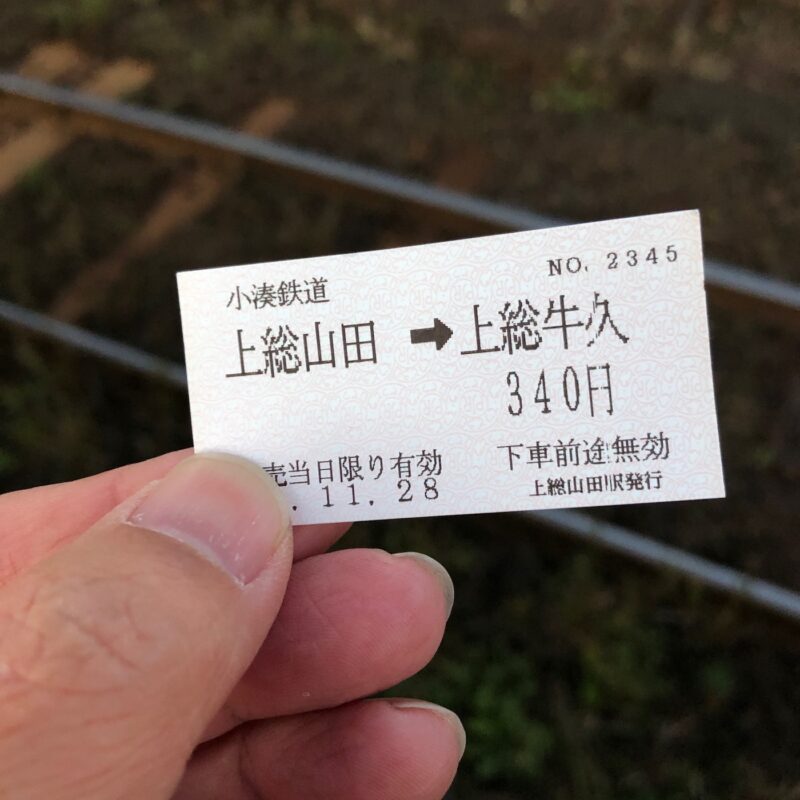 NO. 2345
小湊鉄道
上総山田 ➡ 上総牛久
340円
売当日限り有効
下車前途無効
. 11. 28
上総山田駅発行